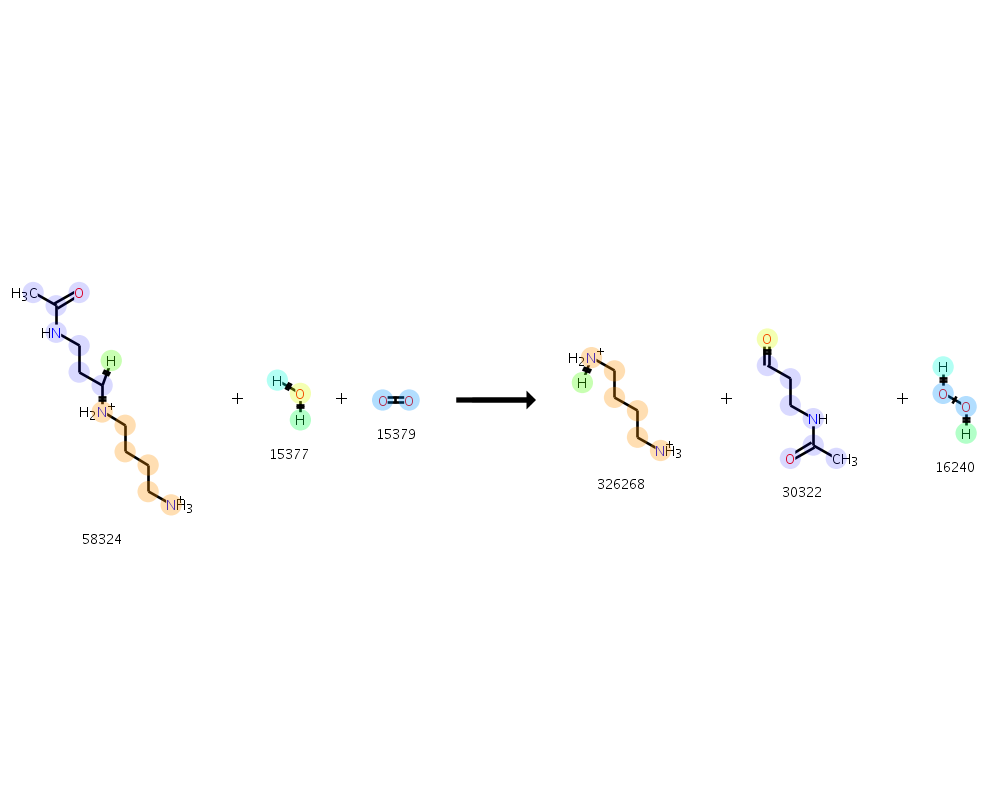 H3C O
HN
H
H2N+
NH3+
58324
+
H O
H
15377
+
O O
15379
H2N+
H
NH3+
326268
+
O
NH
O CH3
30322
+
H
O O
H
16240